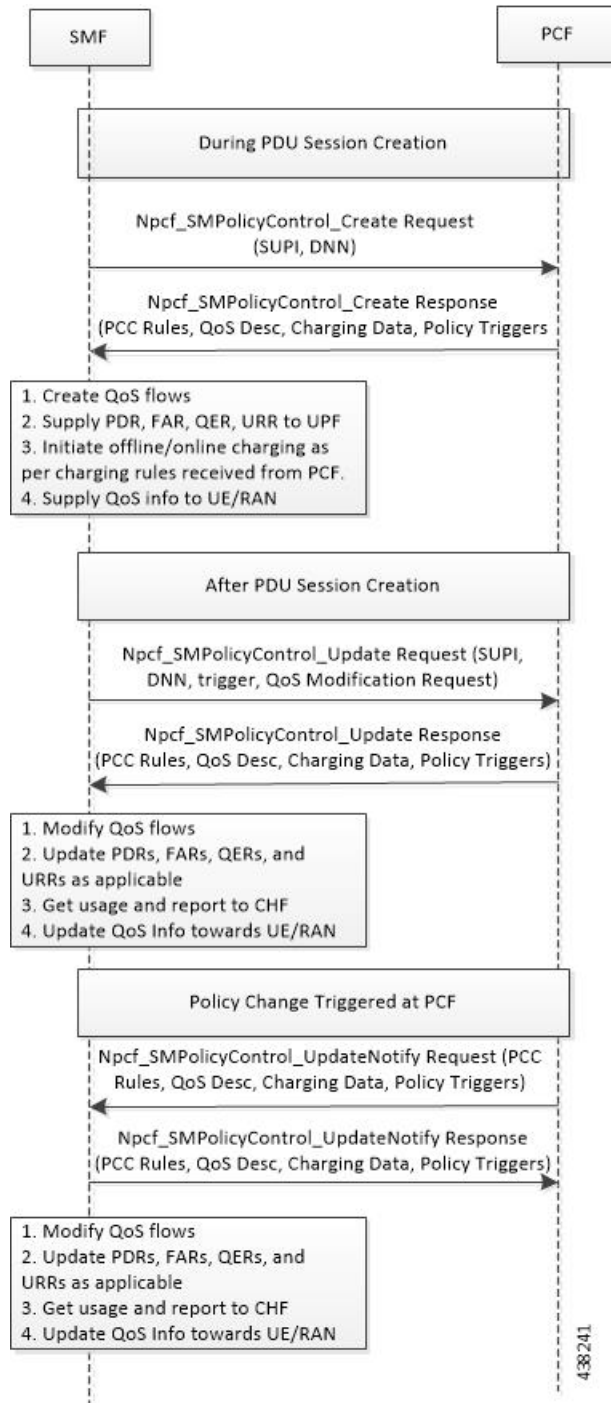 SMF
PCF
During PDU Session Creation
Npcf_SMPolicyControl_Create Request
(SUPI, DNN)
Npcf_SMPolicyControl_Create Response
(PCC Rules, QoS Desc, Charging Data, Policy Triggers
1. Create QoS flows
2. Supply PDR, FAR, QER, URR to UPF
3. Initiate offline/online charging as
per charging rules received from PCF.
4. Supply QoS info to UE/RAN
After PDU Session Creation
Npcf_SMPolicyControl_Update Request (SUPI,
DNN, trigger, QoS Modification Request)
Npcf_SMPolicyControl_Update Response
(PCC Rules, QoS Desc, Charging Data, Policy Triggers)
1. Modify QoS flows
2. Update PDRs, FARs, QERs, and
URRs as applicable
3. Get usage and report to CHF
4. Update QoS Info towards UE/RAN
Policy Change Triggered at PCF
Npcf_SMPolicyControl_UpdateNotify Request (PCC
Rules, QoS Desc, Charging Data, Policy Triggers)
Npcf_SMPolicyControl_UpdateNotify Response
(PCC Rules, QoS Desc, Charging Data, Policy Triggers)
1. Modify QoS flows
2. Update PDRs, FARs, QERs, and
URRs as applicable
3. Get usage and report to CHF
4. Update QoS Info towards UE/RAN
438241